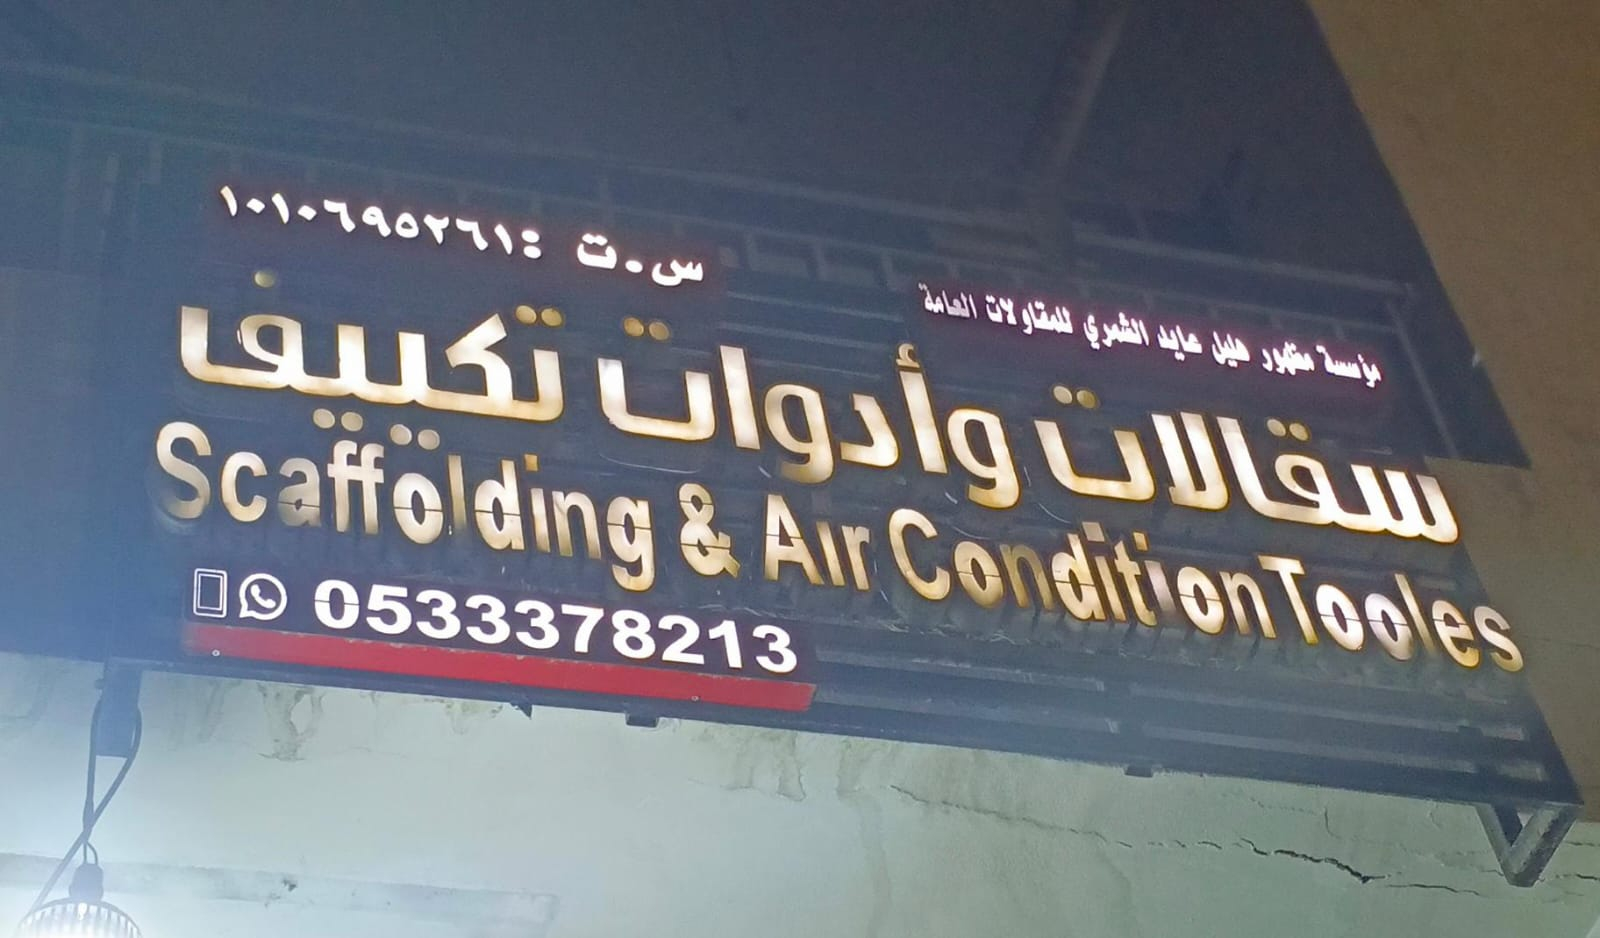 س.ت : ١٠١٠٦٩٥٢٦١
مؤسسة مظهور هليل عايد الشمري للمقاولات العامة
سقالات وأدوات تكييف
Scaffolding & Air Condition Tooles
0533378213